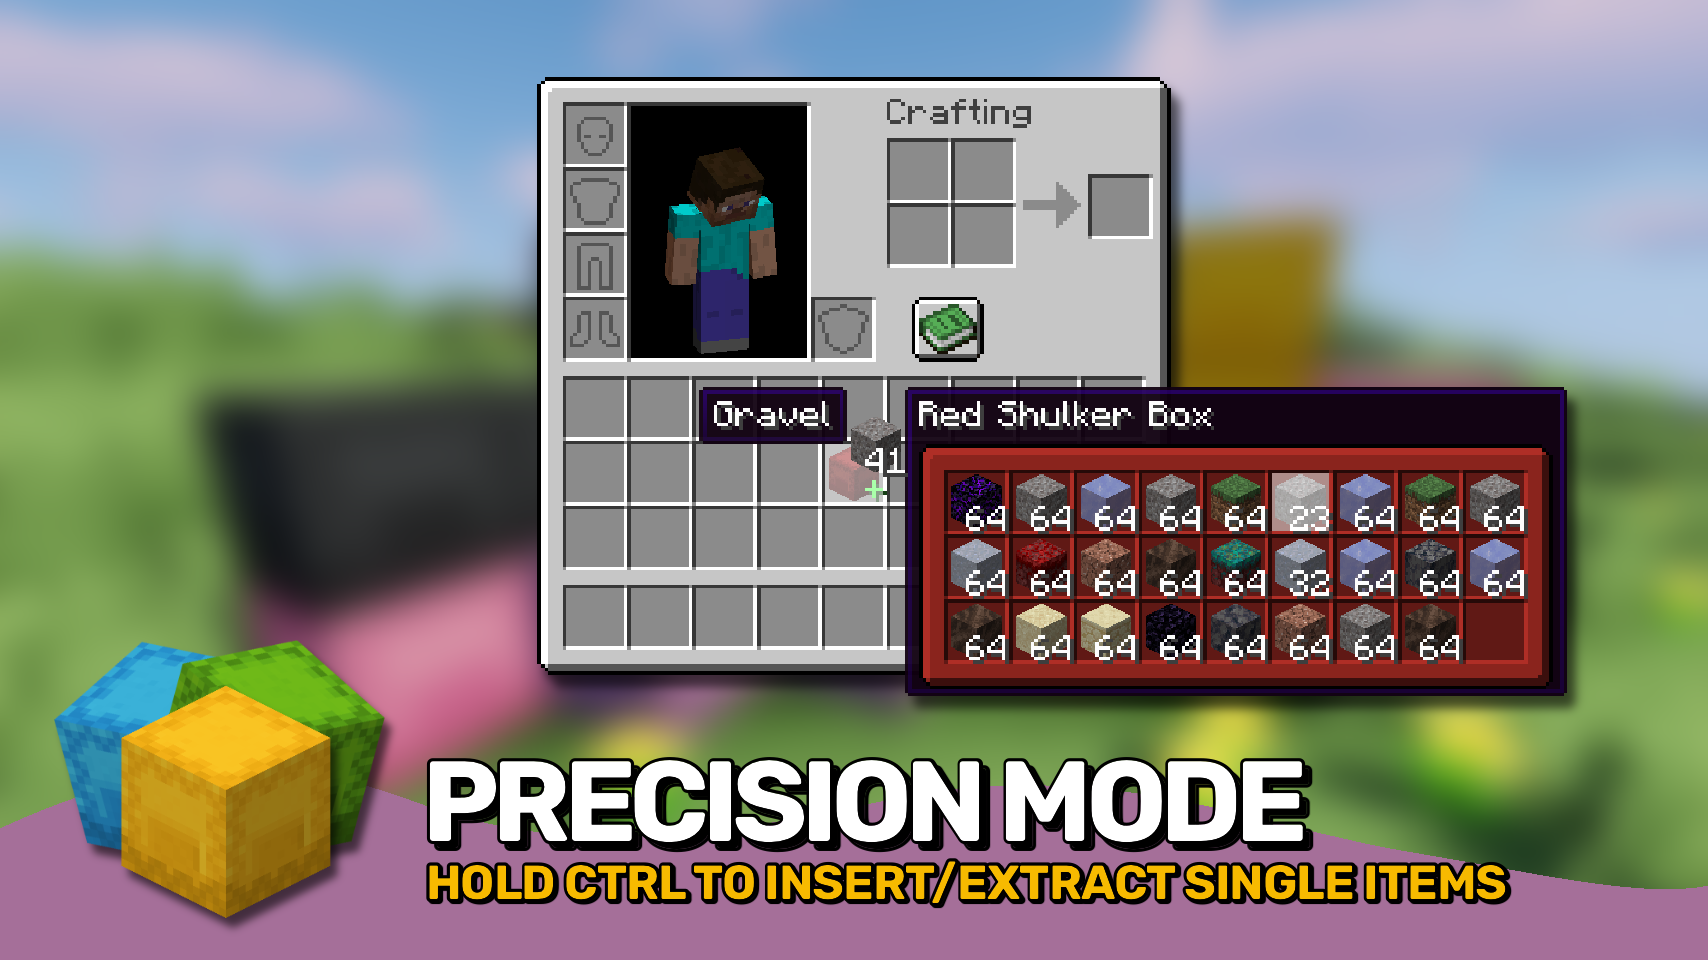 Crafting
Gravel
Red Shulker Box
41
64 64 64 64 64 23 64 64 64
64 64 64 64 64 32 64 64 64
64 64 64 64 64 64 64 64
PRECISION MODE
HOLD CTRL TO INSERT/EXTRACT SINGLE ITEMS